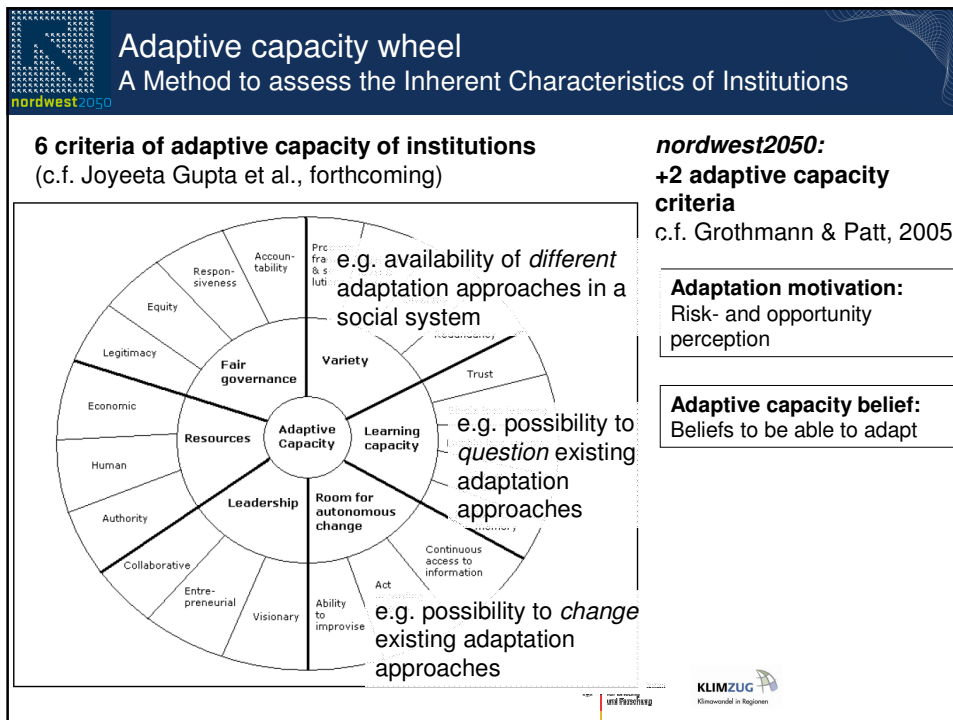 nordwest2050
Adaptive capacity wheel
A Method to assess the Inherent Characteristics of Institutions
6 criteria of adaptive capacity of institutions
(c.f. Joyeeta Gupta et al., forthcoming)
nordwest2050:
+2 adaptive capacity
criteria
c.f. Grothmann & Patt, 2005
Adaptation motivation:
Risk- and opportunity
perception
Adaptive capacity belief:
Beliefs to be able to adapt
Accoun-
tability
Respon-
siveness
Equity
Legitimacy
Economic
Human
Authority
Collaborative
Entre-
preneurial
Visionary
Ability
to
improvise
Act
Continuous
access to
information
Trust
Redundancy
Fair
governance
Variety
Resources
Adaptive
Capacity
Learning
capacity
Leadership
Room for
autonomous
change
e.g. availability of different
adaptation approaches in a
social system
e.g. possibility to
question existing
adaptation
approaches
memory
e.g. possibility to change
existing adaptation
approaches
und Forschung
KLIMZUG
Klimawandel in Regionen